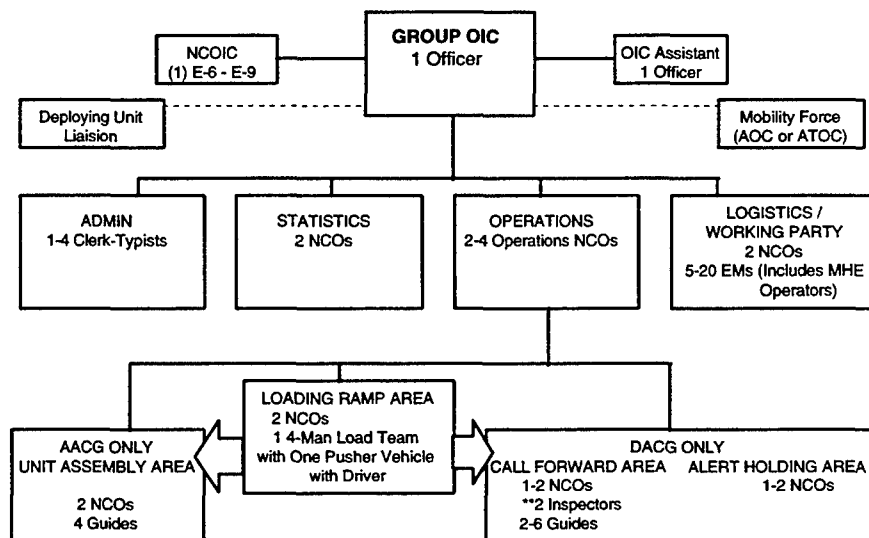 GROUP OIC
1 Officer
NCOIC
(1) E-6 - E-9
OIC Assistant
1 Officer
Deploying Unit
Liaison
Mobility Force
(AOC or ATOC)
ADMIN
1-4 Clerk-Typists
STATISTICS
2 NCOs
OPERATIONS
2-4 Operations NCOs
LOGISTICS /
WORKING PARTY
2 NCOs
5-20 EMs (Includes MHE
Operators)
LOADING RAMP AREA
2 NCOs
1 4-Man Load Team
with One Pusher Vehicle
with Driver
AACG ONLY
UNIT ASSEMBLY AREA
2 NCOs
4 Guides
DACG ONLY
CALL FORWARD AREA
1-2 NCOs
**2 Inspectors
2-6 Guides
ALERT HOLDING AREA
1-2 NCOs